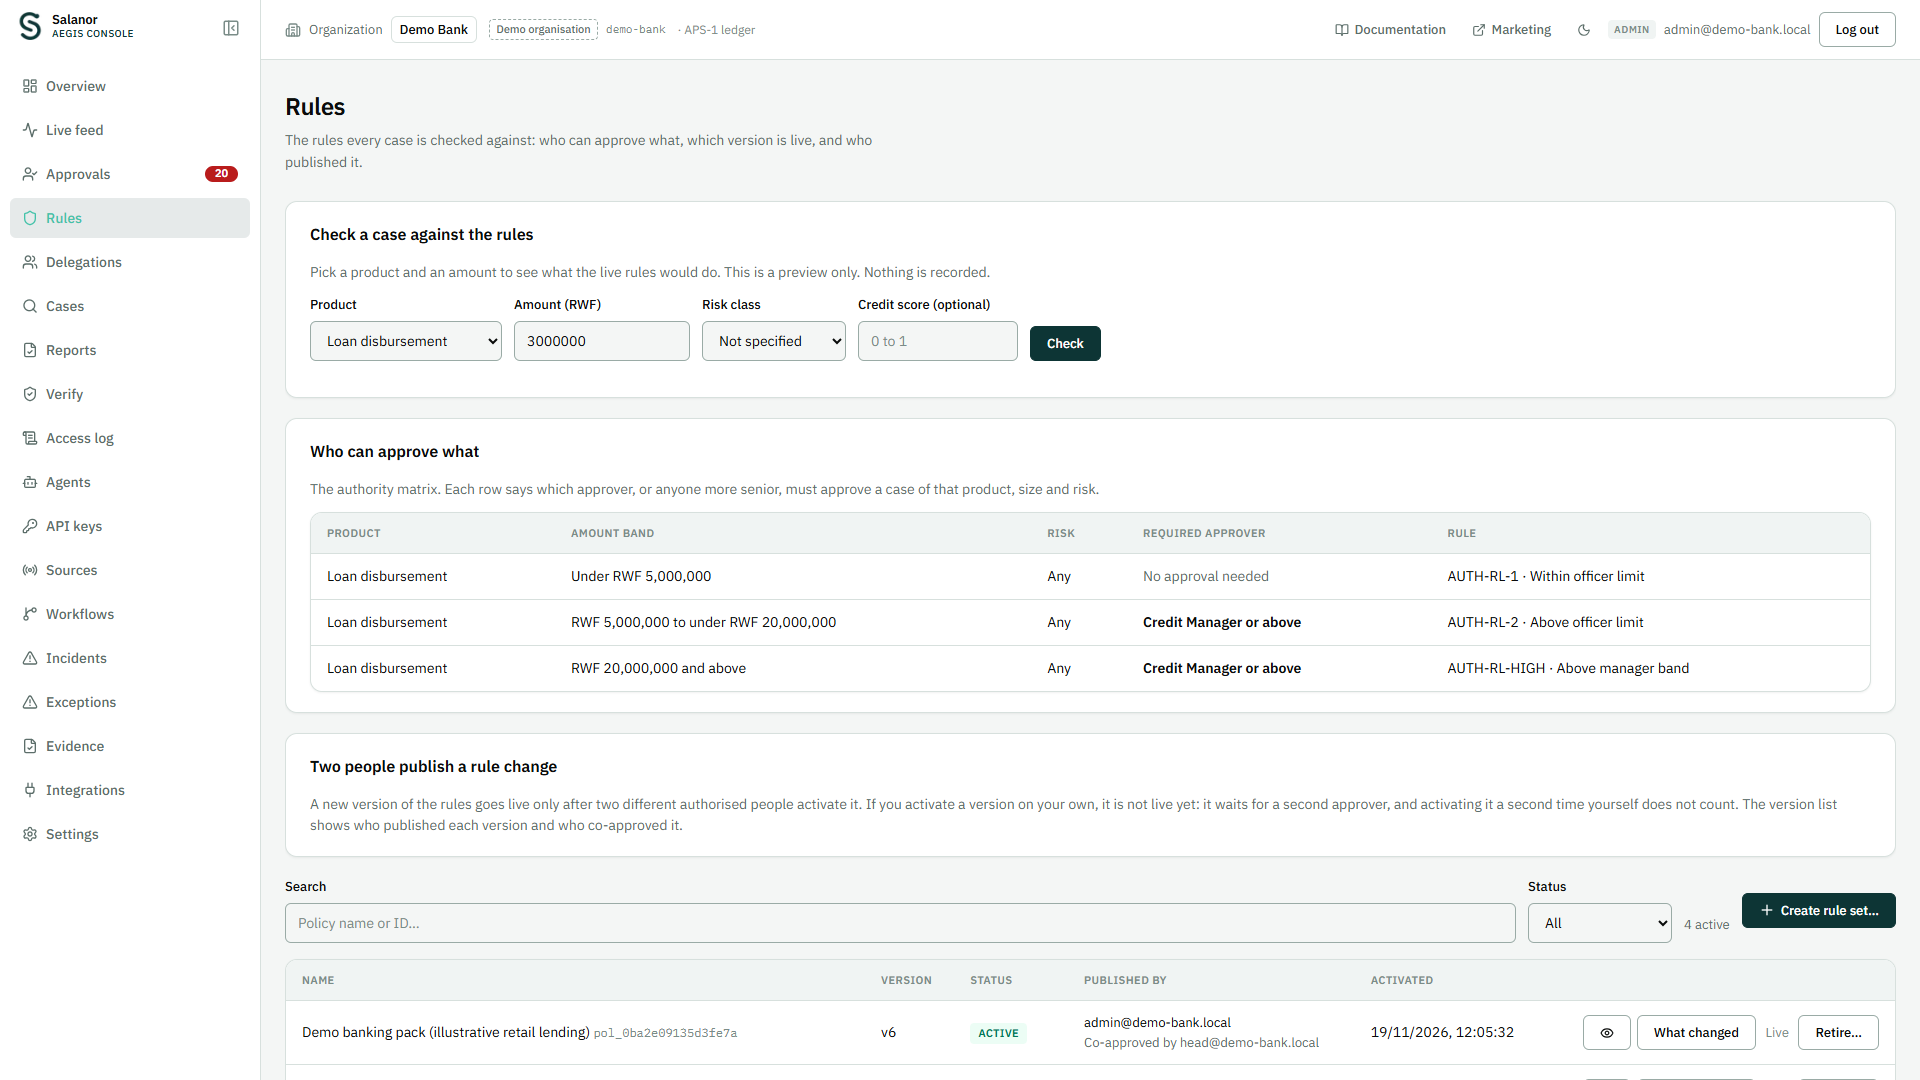 Salanor
AEGIS CONSOLE
Overview
Live feed
Approvals
20
Rules
Delegations
Cases
Reports
Verify
Access log
Agents
API keys
Sources
Workflows
Incidents
Exceptions
Evidence
Integrations
Settings
Organization
Demo Bank
Demo organisation
demo-bank
· APS-1 ledger
Documentation
Marketing
ADMIN
admin@demo-bank.local
Log out
Rules
The rules every case is checked against: who can approve what, which version is live, and who
published it.
Check a case against the rules
Pick a product and an amount to see what the live rules would do. This is a preview only. Nothing is recorded.
Product
Amount (RWF)
Risk class
Credit score (optional)
Loan disbursement
3000000
Not specified
0 to 1
Check
Who can approve what
The authority matrix. Each row says which approver, or anyone more senior, must approve a case of that product, size and risk.
PRODUCT AMOUNT BAND RISK REQUIRED APPROVER RULE
Loan disbursement Under RWF 5,000,000 Any No approval needed AUTH-RL-1 · Within officer limit
Loan disbursement RWF 5,000,000 to under RWF 20,000,000 Any Credit Manager or above AUTH-RL-2 · Above officer limit
Loan disbursement RWF 20,000,000 and above Any Credit Manager or above AUTH-RL-HIGH · Above manager band
Two people publish a rule change
A new version of the rules goes live only after two different authorised people activate it. If you activate a version on your own, it is not live yet: it waits for a second approver, and activating it a second time yourself does not count. The version list
shows who published each version and who co-approved it.
Search
Policy name or ID...
Status
All
4 active
Create rule set...
NAME VERSION STATUS PUBLISHED BY ACTIVATED
Demo banking pack (illustrative retail lending) pol_0ba2e09135d3fe7a v6 ACTIVE admin@demo-bank.local
Co-approved by head@demo-bank.local
19/11/2026, 12:05:32
What changed
Live
Retire...